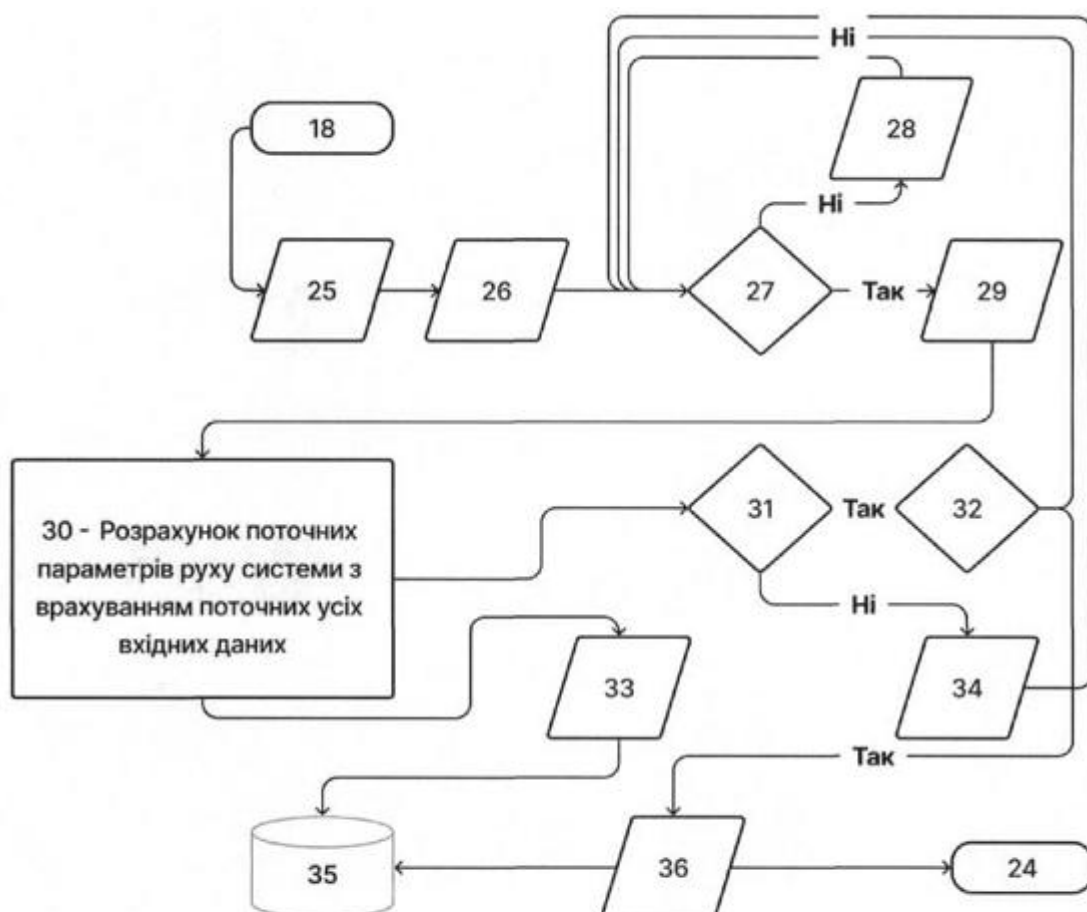 Ні
18
28
Ні
25
26
27
Так
29
30 - Розрахунок поточних
параметрів руху системи з
врахуванням поточних усіх
вхідних даних
31
Так
32
Ні
33
34
Так
35
36
24